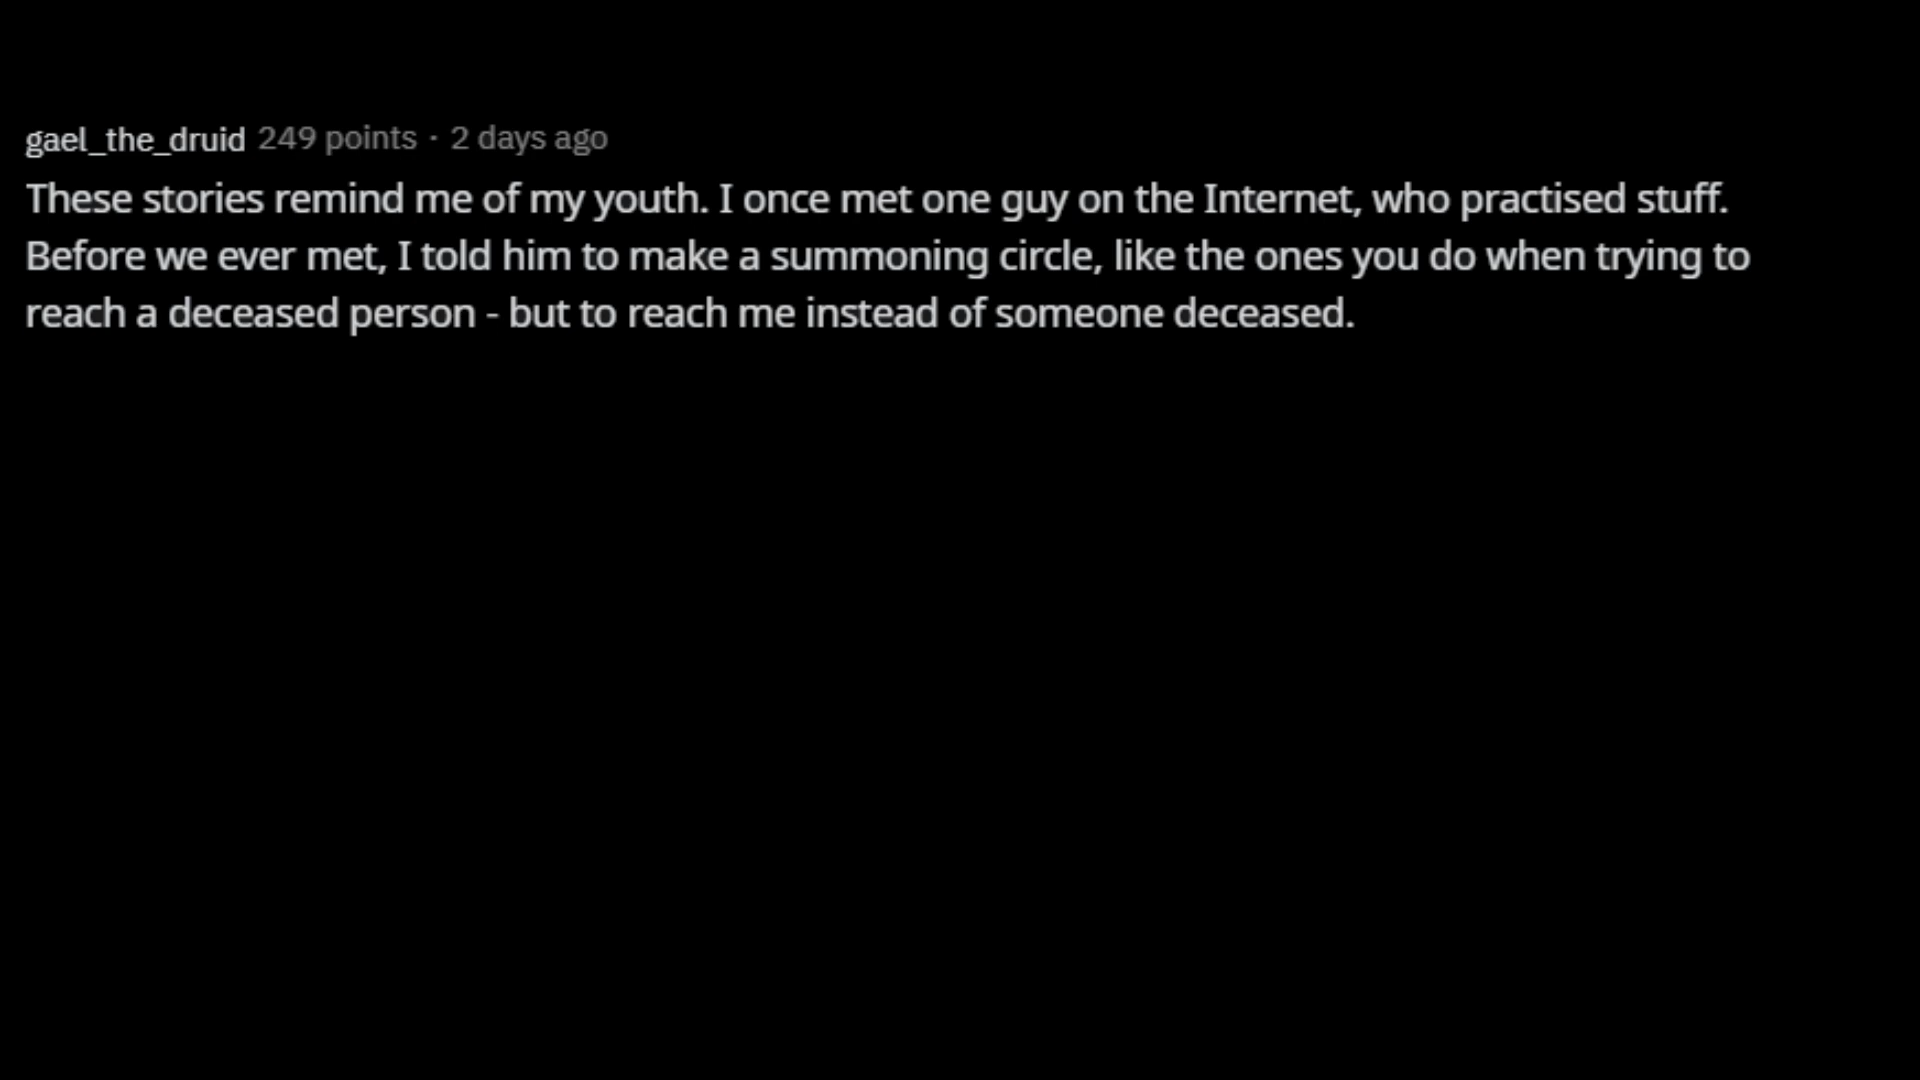 gael_the_druid 249 points · 2 days ago
These stories remind me of my youth. I once met one guy on the Internet, who practised stuff.
Before we ever met, I told him to make a summoning circle, like the ones you do when trying to
reach a deceased person - but to reach me instead of someone deceased.